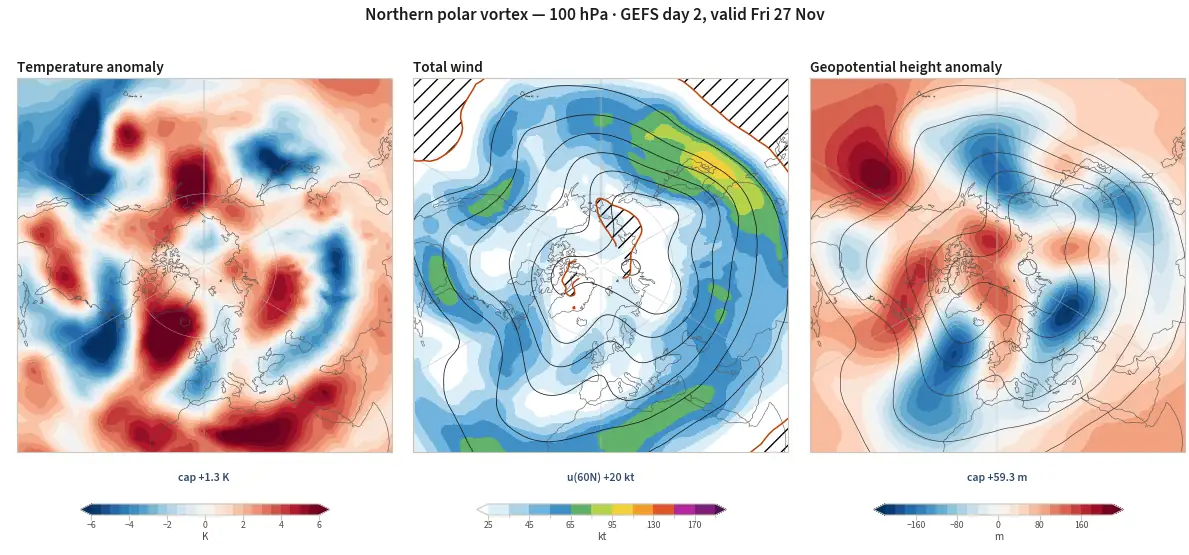 Northern polar vortex — 100 hPa · GEFS day 2, valid Fri 27 Nov
Temperature anomaly
Total wind
Geopotential height anomaly
cap +1.3 K
u(60N) +20 kt
cap +59.3 m
−6 −4 −2 0 2 4 6
K
25 45 65 95 130 170
kt
−160 −80 0 80 160
m